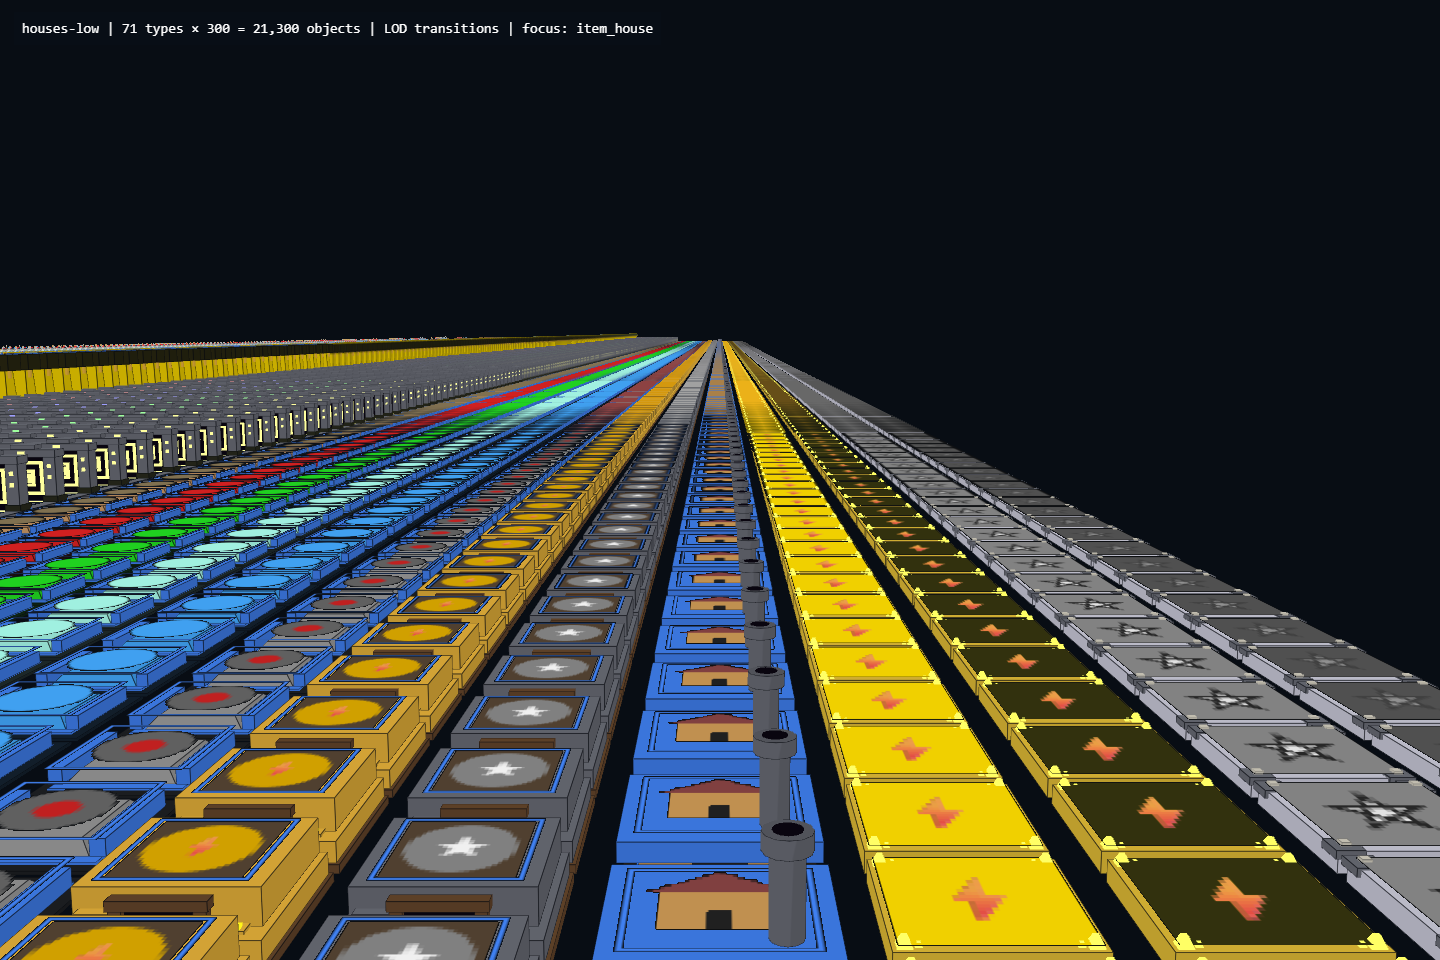 houses-low | 71 types × 300 = 21,300 objects | LOD transitions | focus: item_house